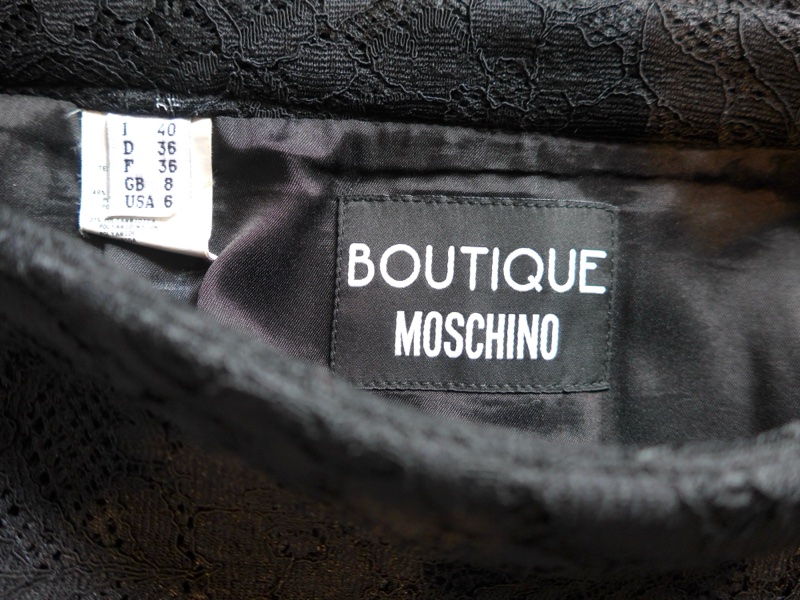 I 40
D 36
F 36
GB 8
USA 6
BOUTIQUE
MOSCHINO